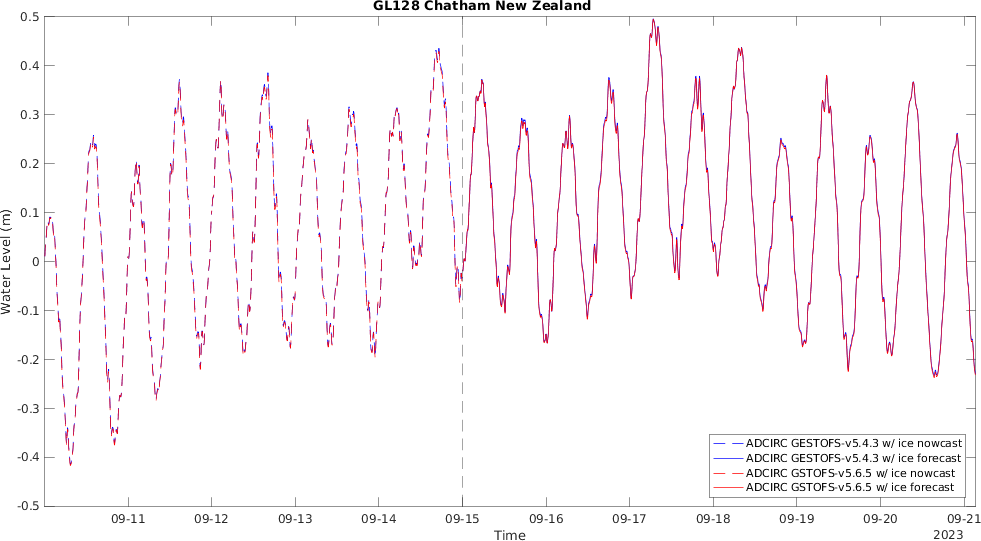 GL128 Chatham New Zealand
0.5
0.4
0.3
0.2
0.1
0
-0.1
-0.2
-0.3
-0.4
-0.5
Water Level (m)
ADCIRC GESTOFS-v5.4.3 w/ ice nowcast
ADCIRC GESTOFS-v5.4.3 w/ ice forecast
ADCIRC GSTOFS-v5.6.5 w/ ice nowcast
ADCIRC GSTOFS-v5.6.5 w/ ice forecast
09-11 09-12 09-13 09-14 09-15 09-16 09-17 09-18 09-19 09-20 09-21
Time
2023